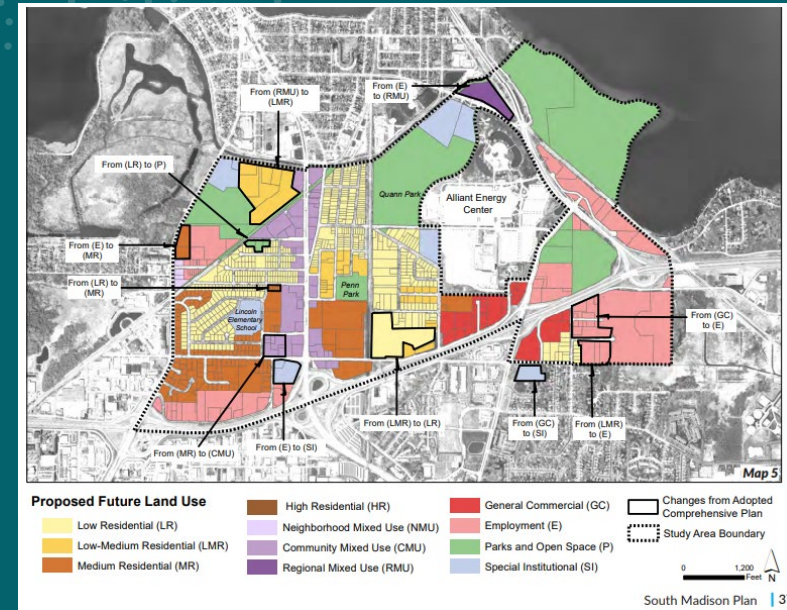 From (RMU) to
(LMR)
From (E)
to (RMU)
From (LR) to (P)
Quann Park
Alliant Energy
Center
From (E) to
(MR)
From (LR) to
(MR)
Penn
Park
Lincoln
Elementary
School
From (GC)
to (E)
From (LMR) to (LR)
From (GC)
to (SI)
From (LMR)
to (E)
From (MR) to (CMU)
From (E) to (SI)
Map 5
Proposed Future Land Use
Low Residential (LR)
Low-Medium Residential (LMR)
Medium Residential (MR)
High Residential (HR)
Neighborhood Mixed Use (NMU)
Community Mixed Use (CMU)
Regional Mixed Use (RMU)
General Commercial (GC)
Employment (E)
Parks and Open Space (P)
Special Institutional (SI)
Changes from Adopted
Comprehensive Plan
Study Area Boundary
0 1,200
Feet
N
South Madison Plan | 3